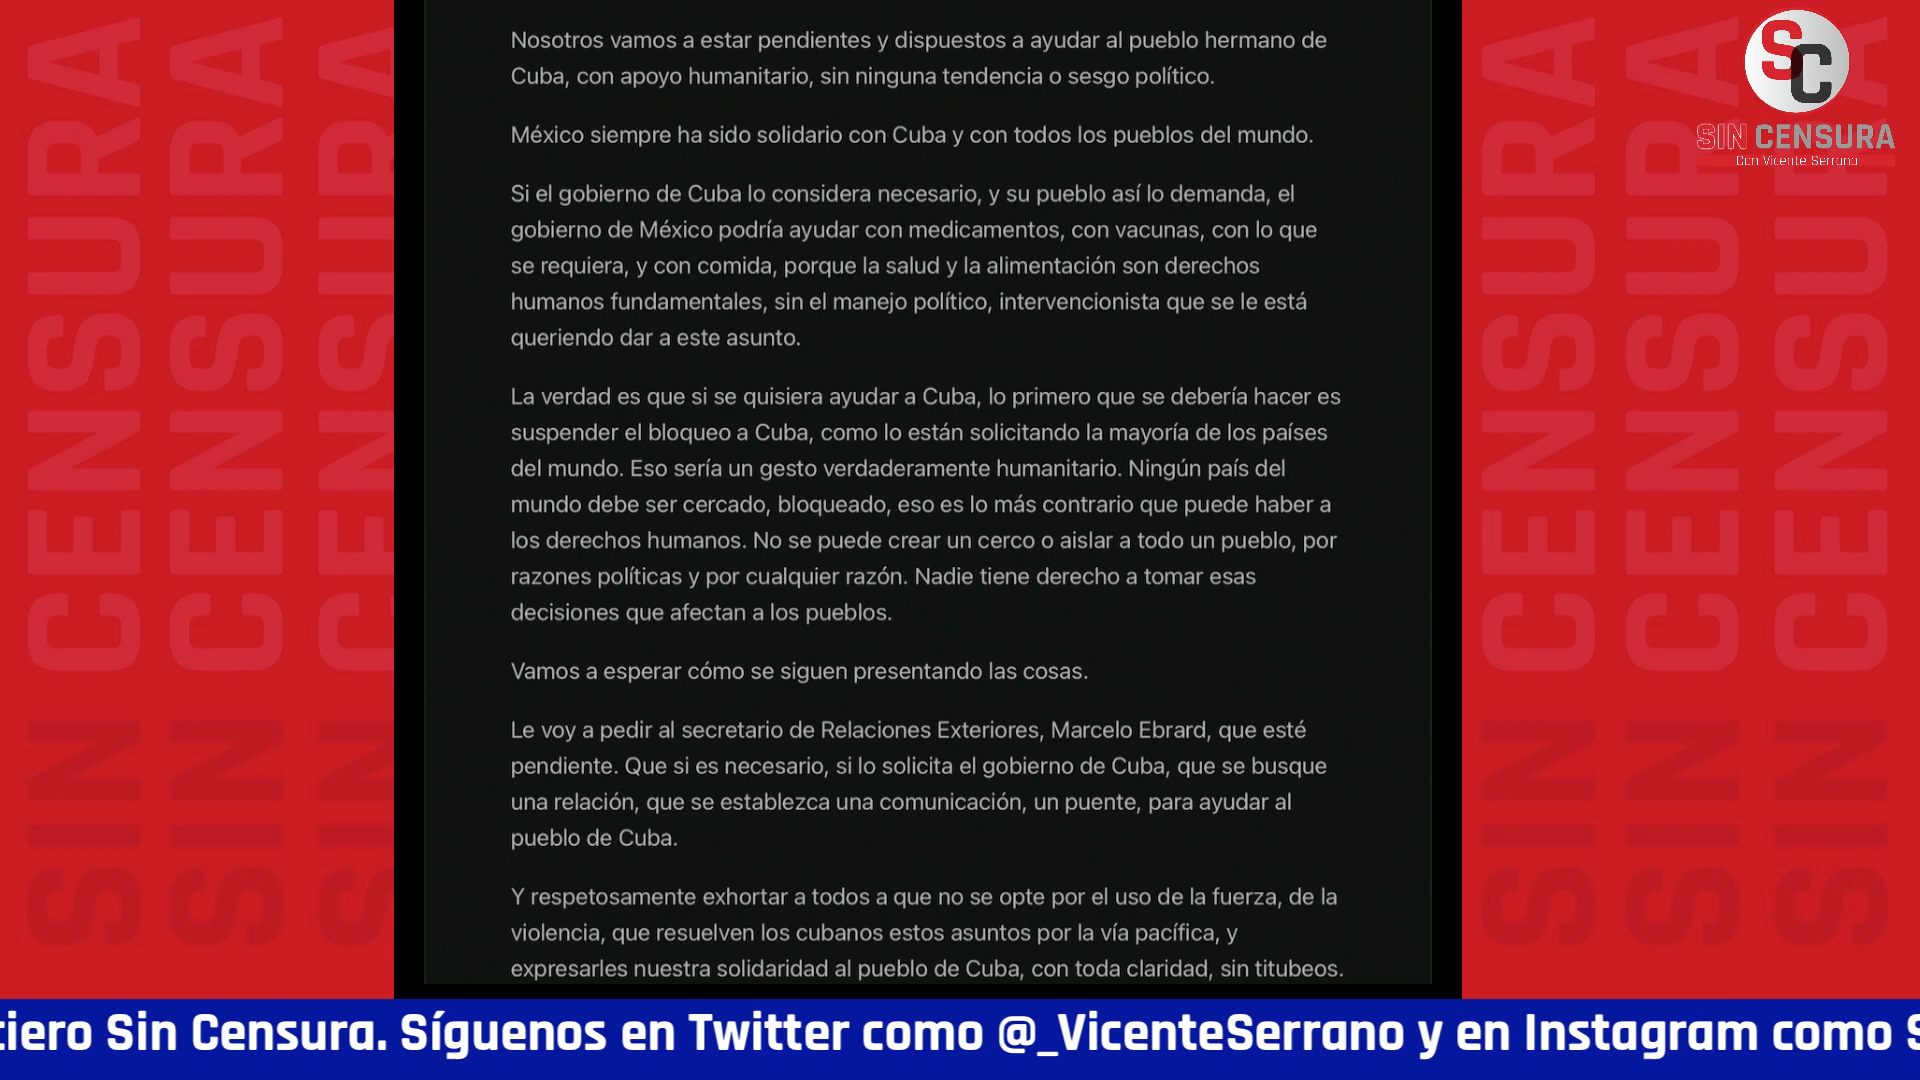 Nosotros vamos a estar pendientes y dispuestos a ayudar al pueblo hermano de
Cuba, con apoyo humanitario, sin ninguna tendencia o sesgo político.
México siempre ha sido solidario con Cuba y con todos los pueblos del mundo.
Si el gobierno de Cuba lo considera necesario, y su pueblo así lo demanda, el
gobierno de México podría ayudar con medicamentos, con vacunas, con lo que
se requiera, y con comida, porque la salud y la alimentación son derechos
humanos fundamentales, sin el manejo político, intervencionista que se le está
queriendo dar a este asunto.
La verdad es que si se quisiera ayudar a Cuba, lo primero que se debería hacer es
suspender el bloqueo a Cuba, como lo están solicitando la mayoría de los países
del mundo. Eso sería un gesto verdaderamente humanitario. Ningún país del
mundo debe ser cercado, bloqueado, eso es lo más contrario que puede haber a
los derechos humanos. No se puede crear un cerco o aislar a todo un pueblo, por
razones políticas y por cualquier razón. Nadie tiene derecho a tomar esas
decisiones que afectan a los pueblos.
Vamos a esperar cómo se siguen presentando las cosas.
Le voy a pedir al secretario de Relaciones Exteriores, Marcelo Ebrard, que esté
pendiente. Que si es necesario, si lo solicita el gobierno de Cuba, que se busque
una relación, que se establezca una comunicación, un puente, para ayudar al
pueblo de Cuba.
Y respetosamente exhortar a todos a que no se opte por el uso de la fuerza, de la
violencia, que resuelven los cubanos estos asuntos por la vía pacífica, y
expresarles nuestra solidaridad al pueblo de Cuba, con toda claridad, sin titubeos.
SC
SIN CENSURA
Con Vicente Serrano
SIN CENSURA
SIN CENSURA
SIN CENSURA
SIN CENSURA
SIN CENSURA
SIN CENSURA
tiero Sin Censura. Síguenos en Twitter como @_VicenteSerrano y en Instagram como S